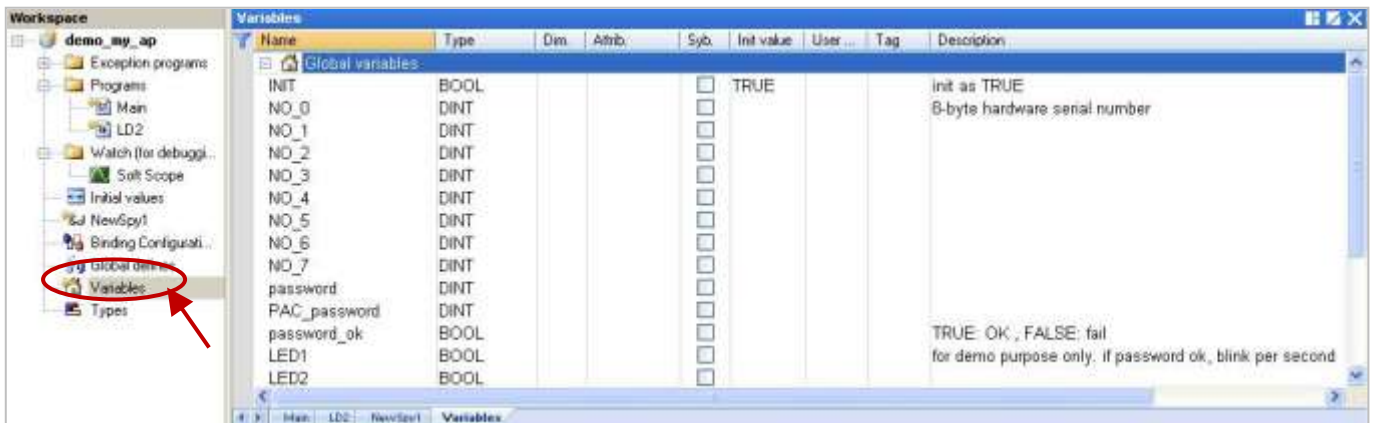 Workspace
demo_my_ap
Exception programs
Programs
Main
LD2
Watch (for debuggi...
Soft Scope
Initial values
NewSpy1
Binding Configurati...
Global defines
Variables
Types
Variables
Name Type Dim. Attrib. Syb. Init value User ... Tag Description
Global variables
INIT BOOL TRUE init as TRUE
NO_0 DINT 8-byte hardware serial number
NO_1 DINT
NO_2 DINT
NO_3 DINT
NO_4 DINT
NO_5 DINT
NO_6 DINT
NO_7 DINT
password DINT
PAC_password DINT
password_ok BOOL TRUE: OK , FALSE: fail
LED1 BOOL for demo purpose only. if password ok, blink per second
LED2 BOOL
Main LD2 NewSpy1 Variables